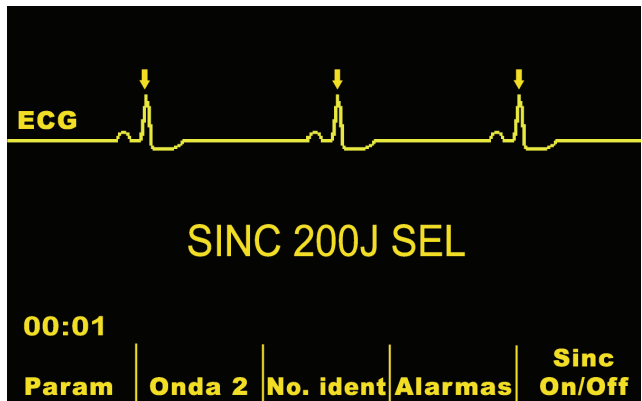 ECG
SINC 200J SEL
00:01
Param
Onda 2
No. ident
Alarmas
Sinc
On/Off